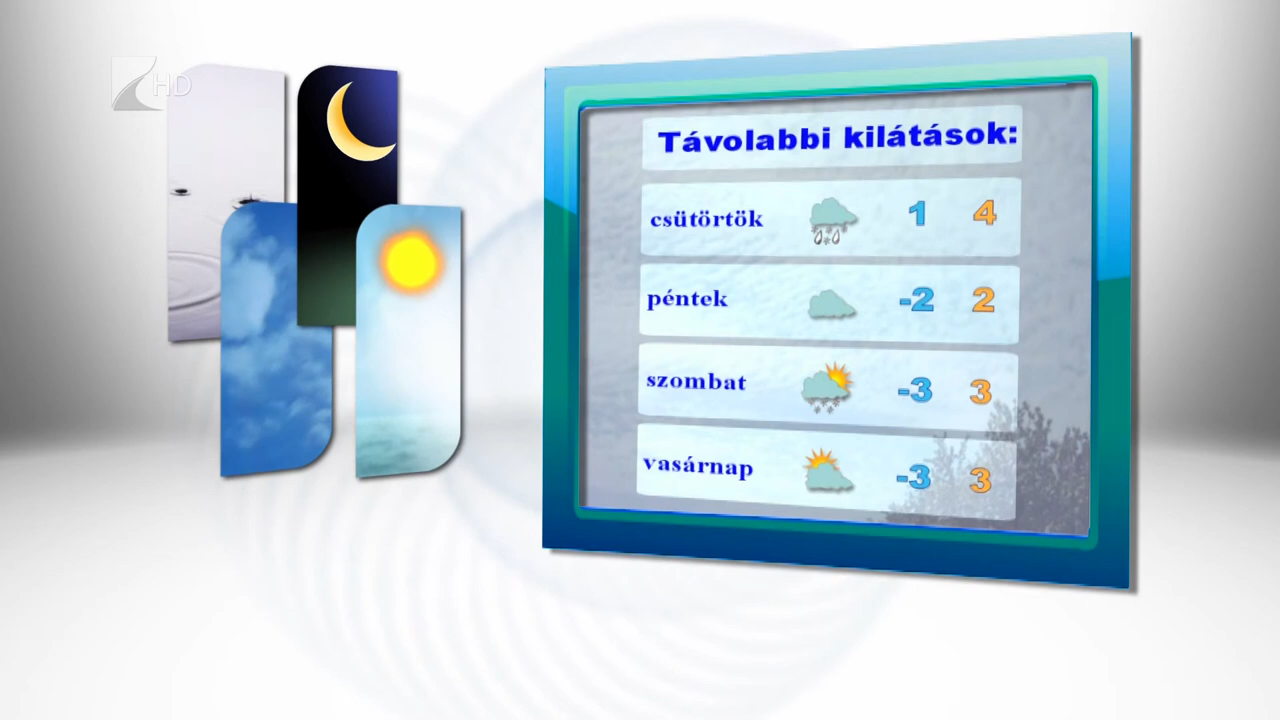 HD
Távolabbi kilátások:
csütörtök 1 4
péntek -2 2
szombat -3 3
vasárnap -3 3